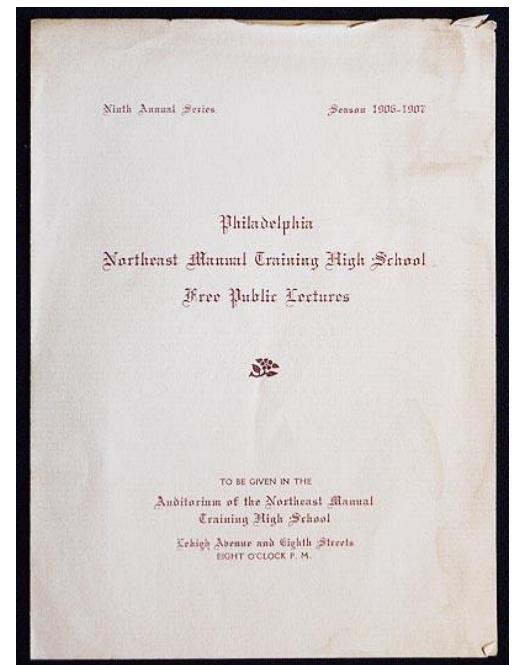 Ninth Annual Series Season 1906-1907
Philadelphia
Northeast Manual Training High School
Free Public Lectures
TO BE GIVEN IN THE
Auditorium of the Northeast Manual
Training High School
Lehigh Avenue and Eighth Streets
EIGHT O'CLOCK P. M.